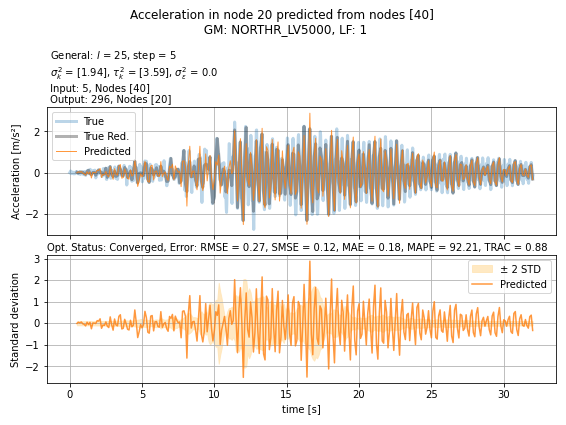 Acceleration in node 20 predicted from nodes [40]
GM: NORTHR_LV5000, LF: 1
General: l = 25, step = 5
σ²ₖ = [1.94], τ²ₖ = [3.59], σ²ε = 0.0
Input: 5, Nodes [40]
Output: 296, Nodes [20]
True
True Red.
Predicted
Acceleration [m/s²]
2
0
−2
Opt. Status: Converged, Error: RMSE = 0.27, SMSE = 0.12, MAE = 0.18, MAPE = 92.21, TRAC = 0.88
± 2 STD
Predicted
Standard deviation
3
2
1
0
−1
−2
0 5 10 15 20 25 30
time [s]